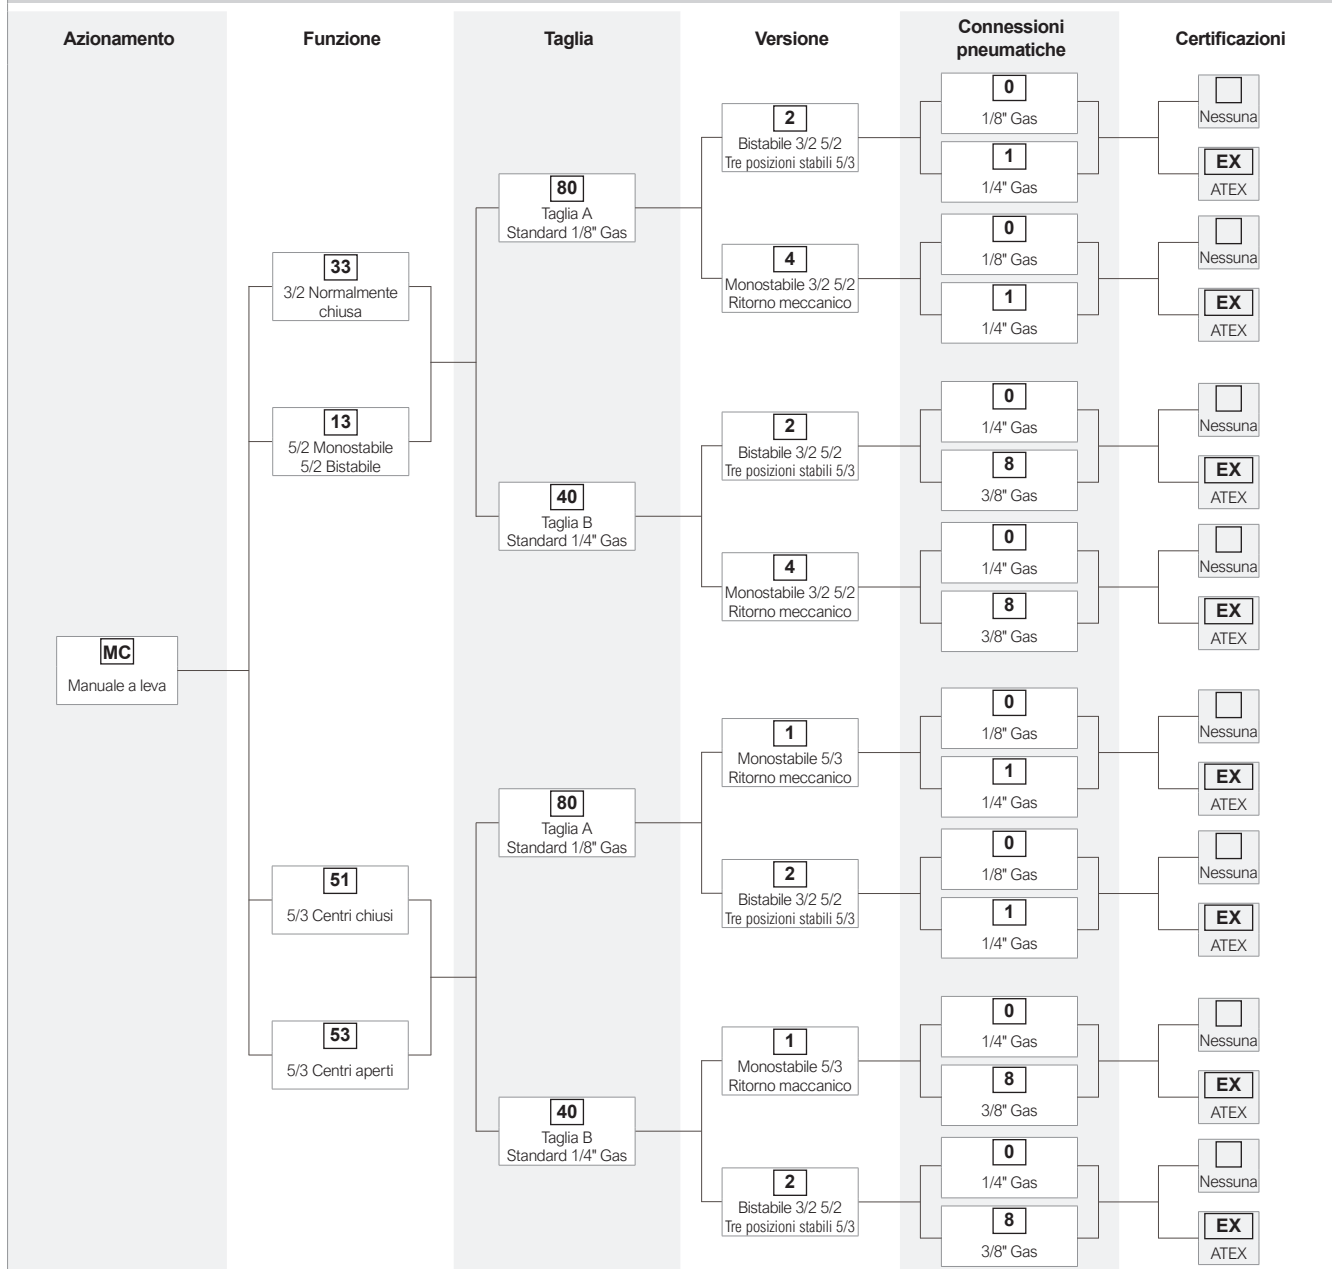 Azionamento
Funzione
Taglia
Versione
Connessioni
pneumatiche
Certificazioni
MC
Manuale a leva
33
3/2 Normalmente
chiusa
13
5/2 Monostabile
5/2 Bistabile
51
5/3 Centri chiusi
53
5/3 Centri aperti
80
Taglia A
Standard 1/8" Gas
40
Taglia B
Standard 1/4" Gas
80
Taglia A
Standard 1/8" Gas
40
Taglia B
Standard 1/4" Gas
2
Bistabile 3/2 5/2
Tre posizioni stabili 5/3
4
Monostabile 3/2 5/2
Ritorno meccanico
2
Bistabile 3/2 5/2
Tre posizioni stabili 5/3
4
Monostabile 3/2 5/2
Ritorno meccanico
1
Monostabile 5/3
Ritorno meccanico
2
Bistabile 3/2 5/2
Tre posizioni stabili 5/3
1
Monostabile 5/3
Ritorno maccanico
2
Bistabile 3/2 5/2
Tre posizioni stabili 5/3
0
1/8" Gas
1
1/4" Gas
0
1/8" Gas
1
1/4" Gas
0
1/4" Gas
8
3/8" Gas
0
1/4" Gas
8
3/8" Gas
0
1/8" Gas
1
1/4" Gas
0
1/8" Gas
1
1/4" Gas
0
1/4" Gas
8
3/8" Gas
0
1/4" Gas
8
3/8" Gas
Nessuna
EX
ATEX
Nessuna
EX
ATEX
Nessuna
EX
ATEX
Nessuna
EX
ATEX
Nessuna
EX
ATEX
Nessuna
EX
ATEX
Nessuna
EX
ATEX
Nessuna
EX
ATEX